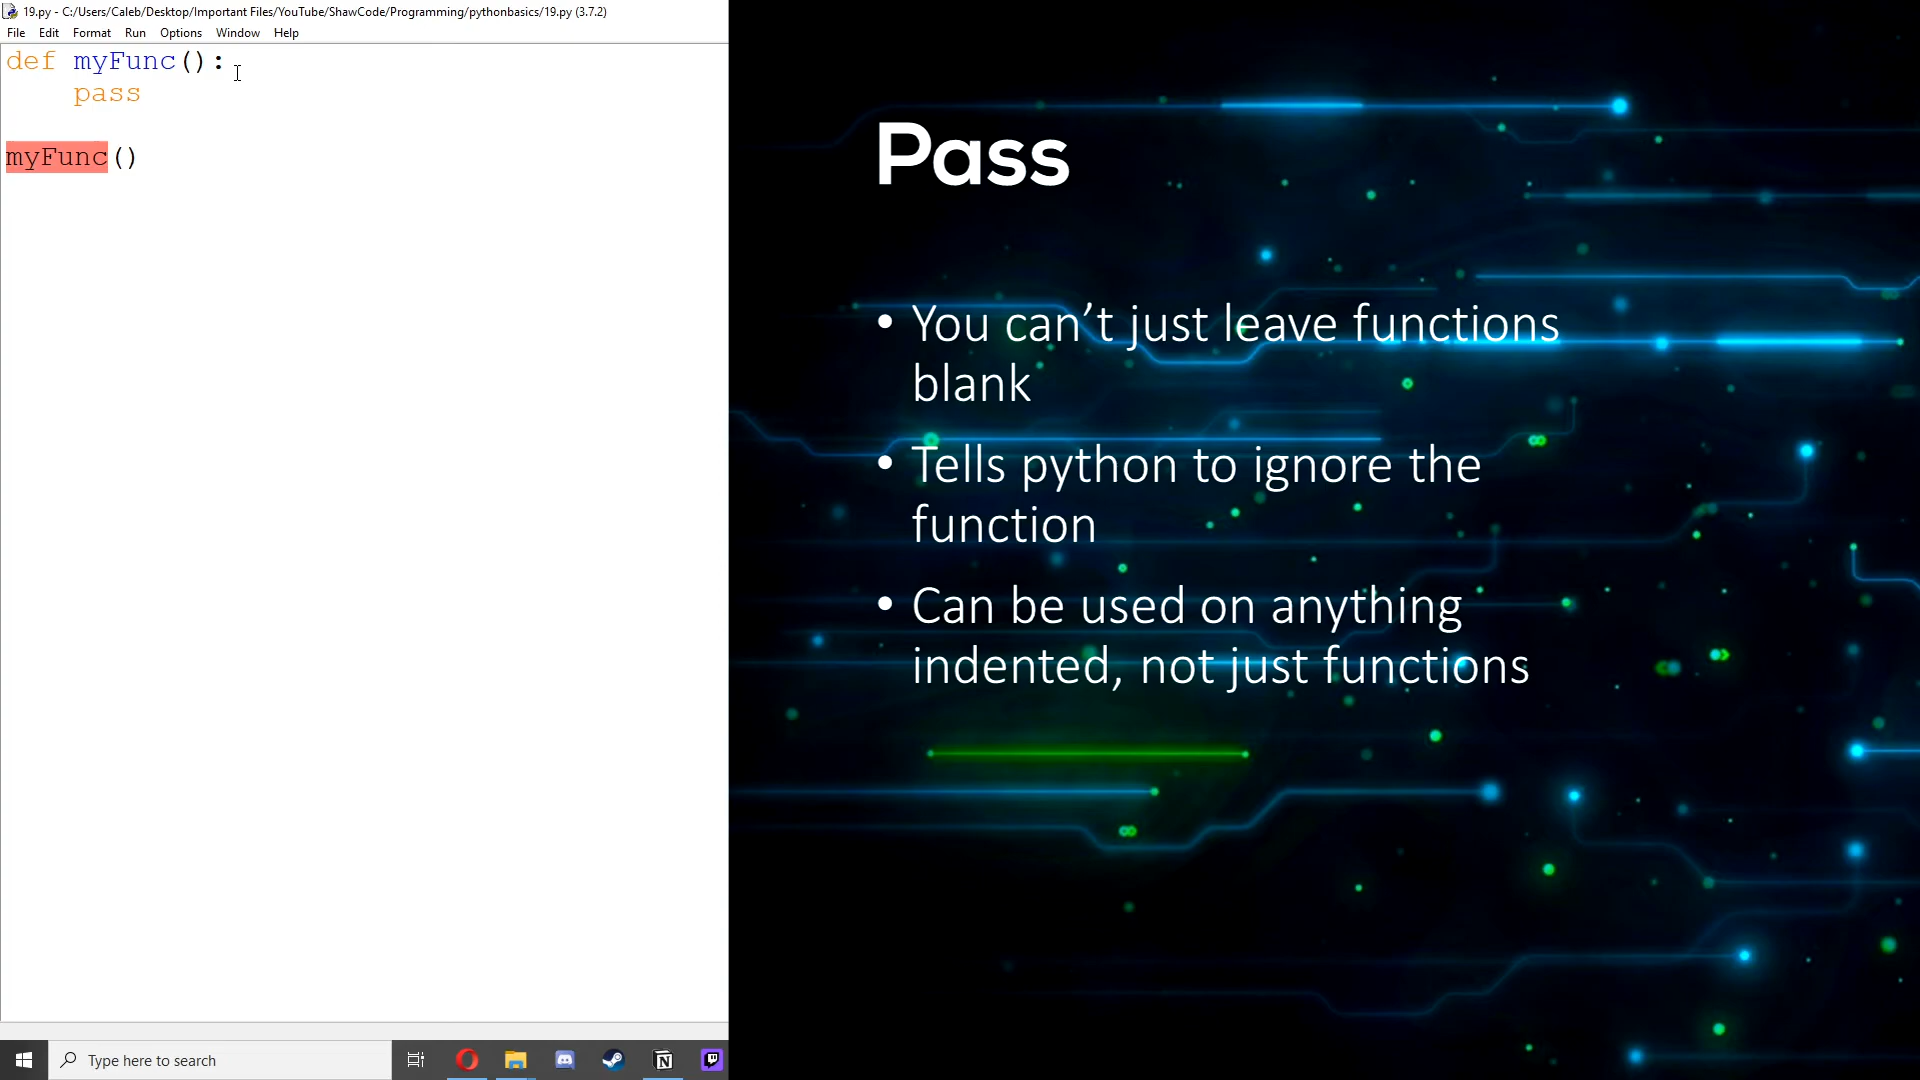 19.py - C:/Users/Caleb/Desktop/Important Files/YouTube/ShawCode/Programming/pythonbasics/19.py (3.7.2)
File Edit Format Run Options Window Help
def myFunc():
    pass
myFunc()
Pass
• You can’t just leave functions
blank
• Tells python to ignore the
function
• Can be used on anything
indented, not just functions
Type here to search